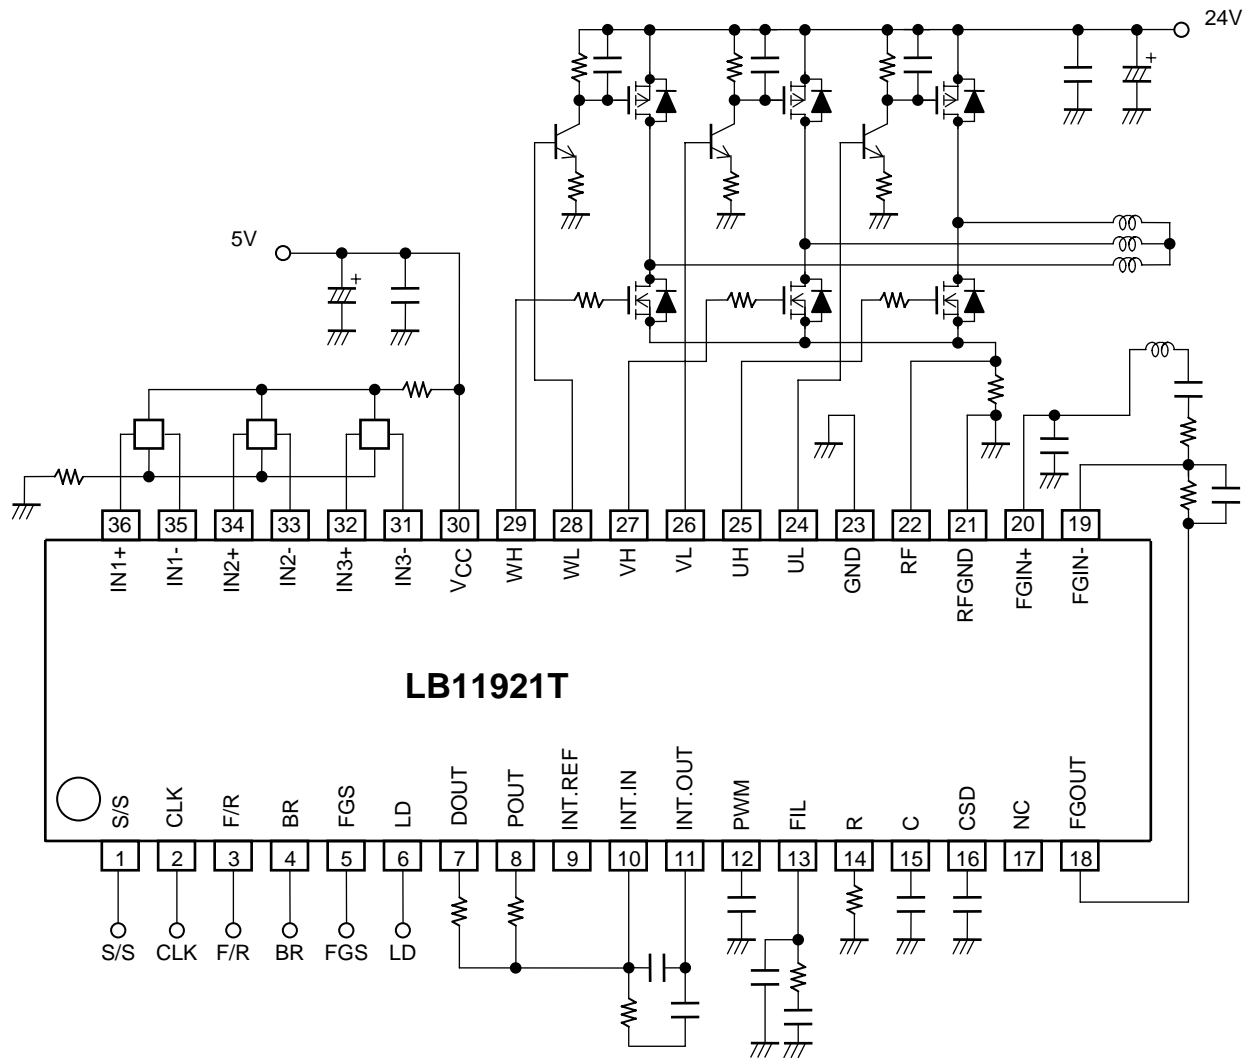 24V
+
5V
+
36 35 34 33 32 31 30 29 28 27 26 25 24 23 22 21 20 19
IN1+ IN1- IN2+ IN2- IN3+ IN3- VCC WH WL VH VL UH UL GND RF RFGND FGIN+ FGIN-
LB11921T
S/S CLK F/R BR FGS LD DOUT POUT INT.REF INT.IN INT.OUT PWM FIL R C CSD NC FGOUT
1 2 3 4 5 6 7 8 9 10 11 12 13 14 15 16 17 18
S/S CLK F/R BR FGS LD